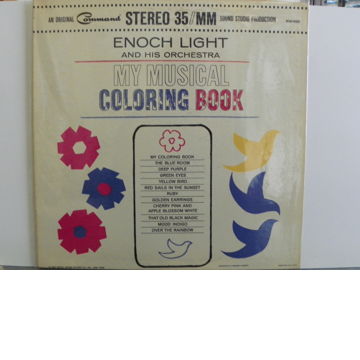 AN ORIGINAL Command STEREO 35/MM SOUND STUDIO PRODUCTION
ENOCH LIGHT
AND HIS ORCHESTRA
MY MUSICAL
COLORING BOOK
MY COLORING BOOK
THE BLUE ROOM
DEEP PURPLE
GREEN EYES
YELLOW BIRD
RED SAILS IN THE SUNSET
RUBY
GOLDEN EARRINGS
CHERRY PINK AND
APPLE BLOSSOM WHITE
THAT OLD BLACK MAGIC
MOOD INDIGO
OVER THE RAINBOW